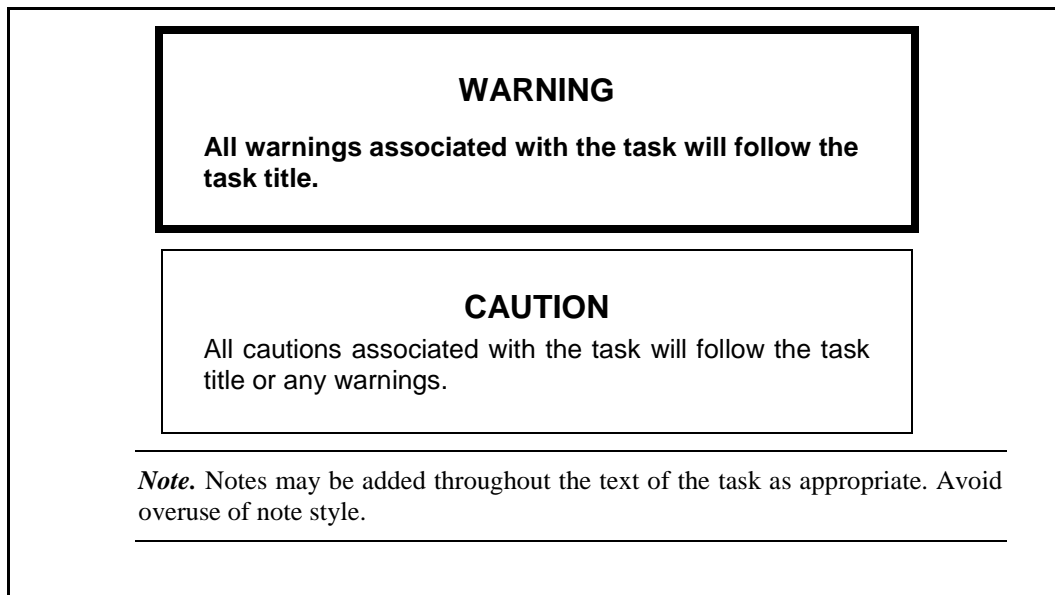 WARNING
All warnings associated with the task will follow the
task title.
CAUTION
All cautions associated with the task will follow the task
title or any warnings.
Note. Notes may be added throughout the text of the task as appropriate. Avoid
overuse of note style.